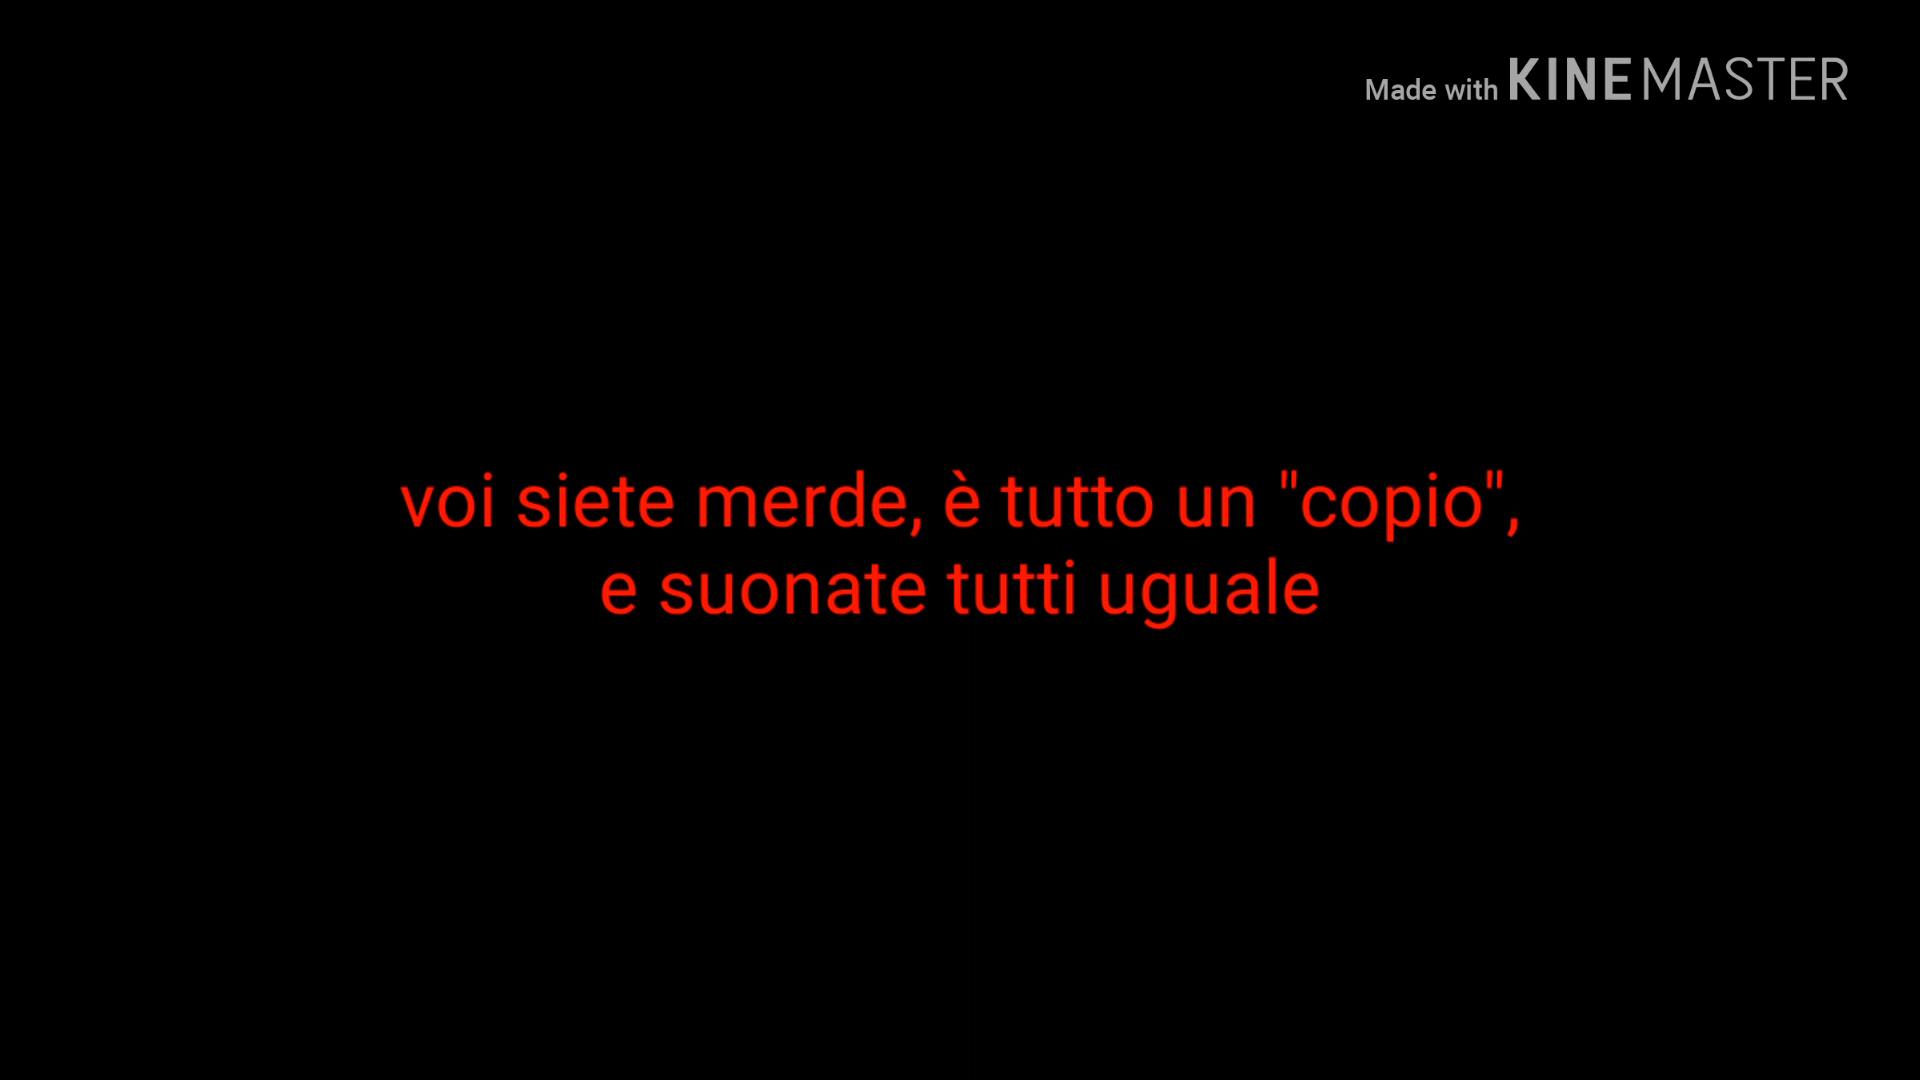 Made with KINEMASTER
voi siete merde, è tutto un "copio",
e suonate tutti uguale